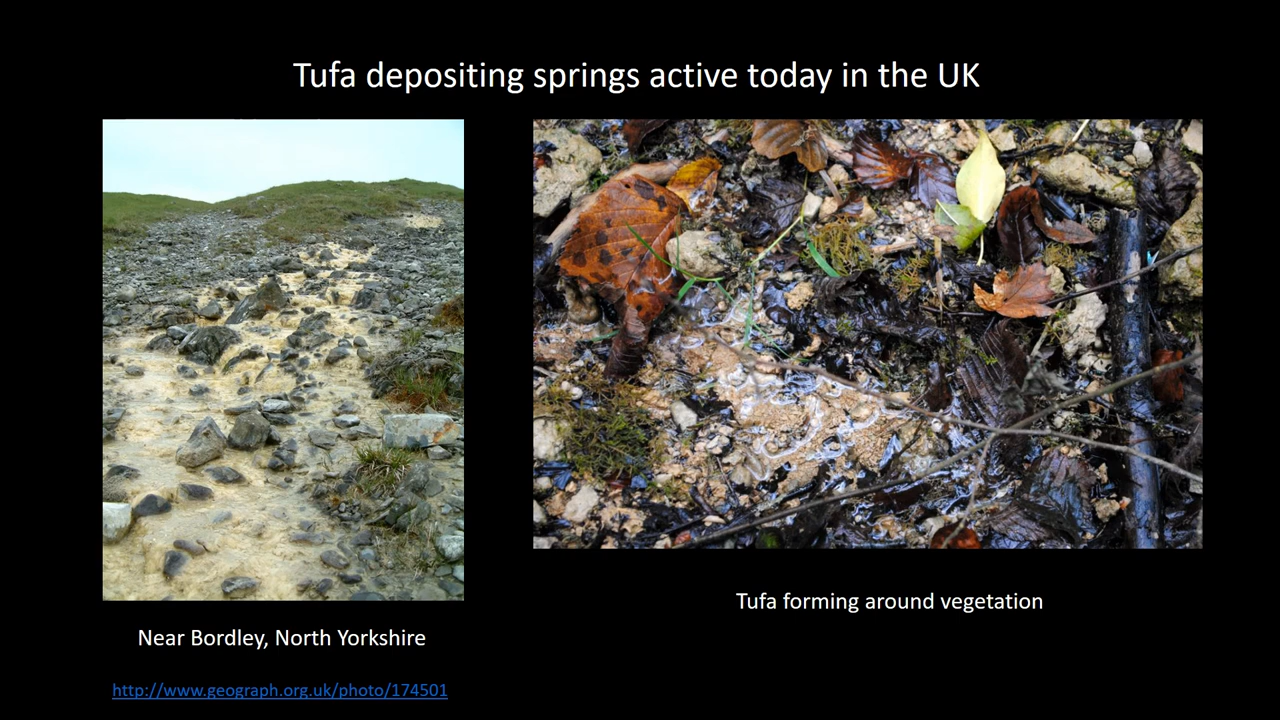 Tufa depositing springs active today in the UK
Near Bordley, North Yorkshire
http://www.geograph.org.uk/photo/174501
Tufa forming around vegetation